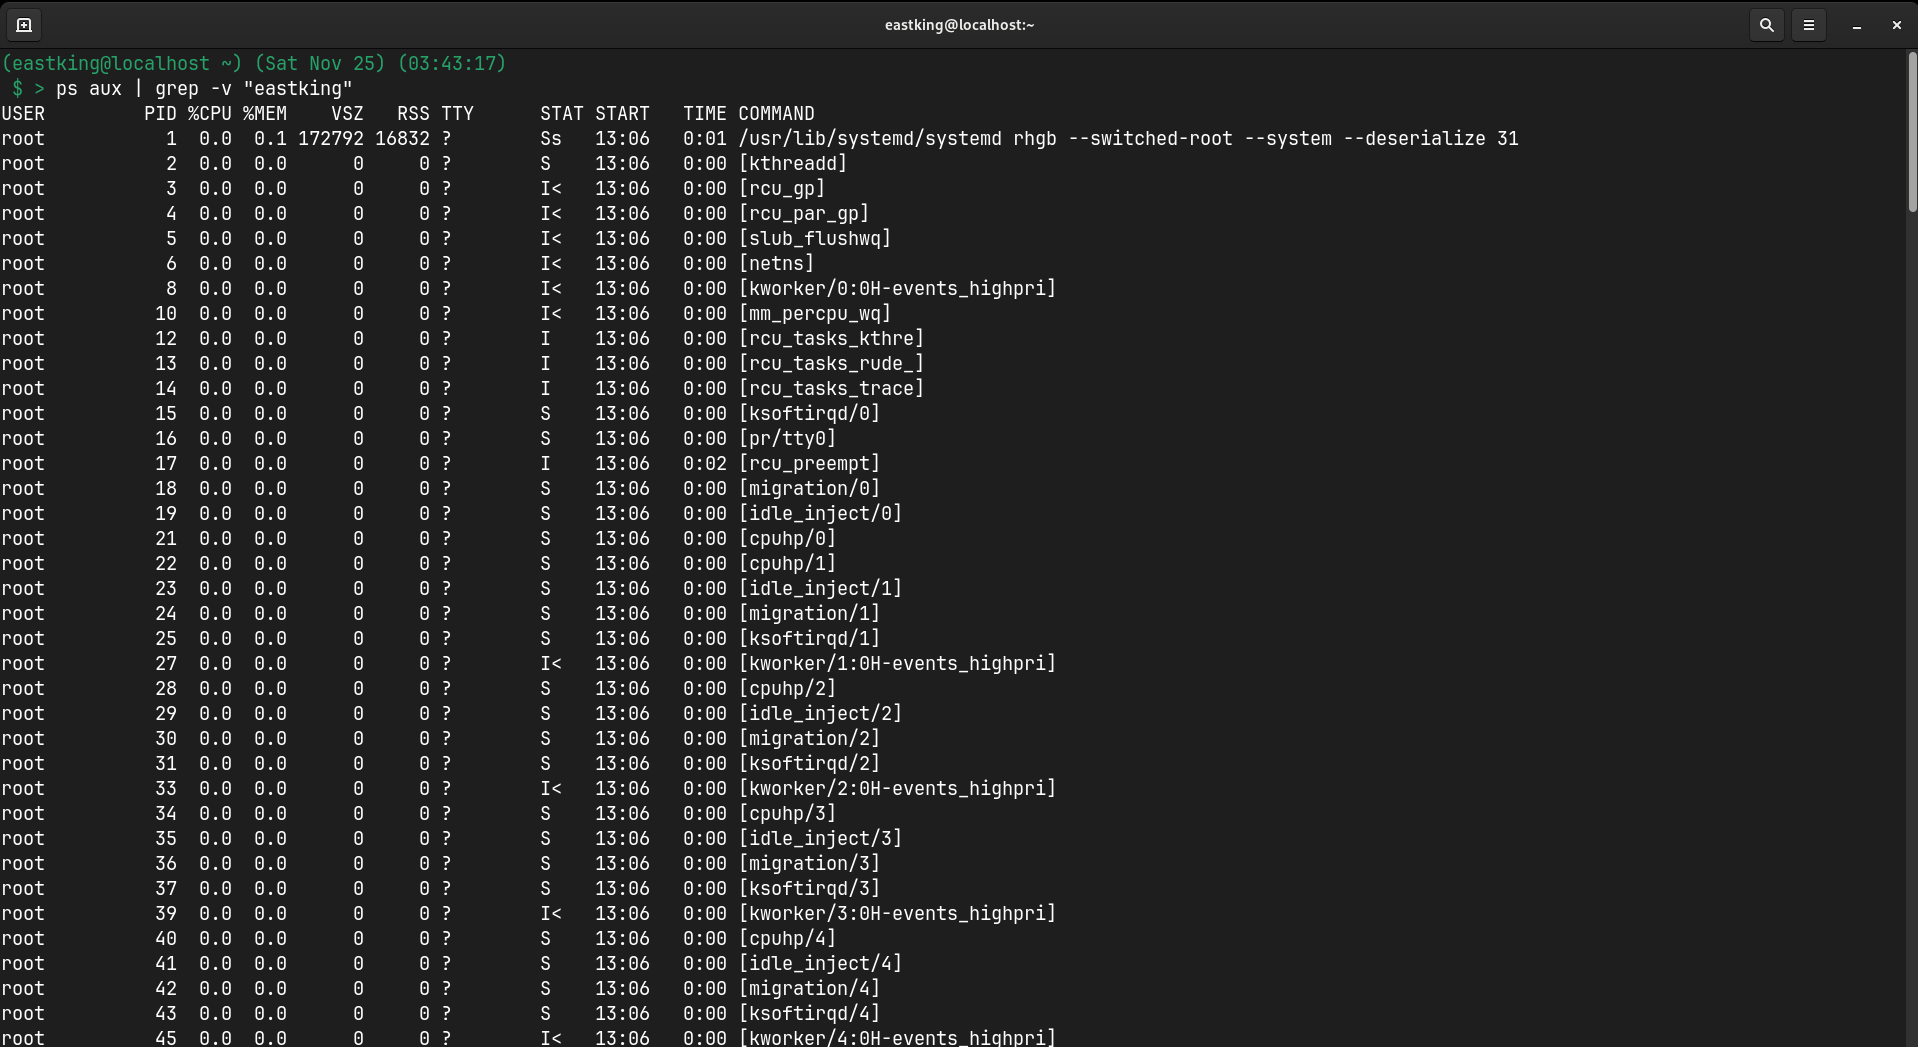 eastking@localhost:~
(eastking@localhost ~) (Sat Nov 25) (03:43:17)
$ > ps aux | grep -v "eastking"
USER         PID %CPU %MEM    VSZ   RSS TTY      STAT START   TIME COMMAND
root           1  0.0  0.1 172792 16832 ?        Ss   13:06   0:01 /usr/lib/systemd/systemd rhgb --switched-root --system --deserialize 31
root           2  0.0  0.0      0     0 ?        S    13:06   0:00 [kthreadd]
root           3  0.0  0.0      0     0 ?        I<   13:06   0:00 [rcu_gp]
root           4  0.0  0.0      0     0 ?        I<   13:06   0:00 [rcu_par_gp]
root           5  0.0  0.0      0     0 ?        I<   13:06   0:00 [slub_flushwq]
root           6  0.0  0.0      0     0 ?        I<   13:06   0:00 [netns]
root           8  0.0  0.0      0     0 ?        I<   13:06   0:00 [kworker/0:0H-events_highpri]
root          10  0.0  0.0      0     0 ?        I<   13:06   0:00 [mm_percpu_wq]
root          12  0.0  0.0      0     0 ?        I    13:06   0:00 [rcu_tasks_kthre]
root          13  0.0  0.0      0     0 ?        I    13:06   0:00 [rcu_tasks_rude_]
root          14  0.0  0.0      0     0 ?        I    13:06   0:00 [rcu_tasks_trace]
root          15  0.0  0.0      0     0 ?        S    13:06   0:00 [ksoftirqd/0]
root          16  0.0  0.0      0     0 ?        S    13:06   0:00 [pr/tty0]
root          17  0.0  0.0      0     0 ?        I    13:06   0:02 [rcu_preempt]
root          18  0.0  0.0      0     0 ?        S    13:06   0:00 [migration/0]
root          19  0.0  0.0      0     0 ?        S    13:06   0:00 [idle_inject/0]
root          21  0.0  0.0      0     0 ?        S    13:06   0:00 [cpuhp/0]
root          22  0.0  0.0      0     0 ?        S    13:06   0:00 [cpuhp/1]
root          23  0.0  0.0      0     0 ?        S    13:06   0:00 [idle_inject/1]
root          24  0.0  0.0      0     0 ?        S    13:06   0:00 [migration/1]
root          25  0.0  0.0      0     0 ?        S    13:06   0:00 [ksoftirqd/1]
root          27  0.0  0.0      0     0 ?        I<   13:06   0:00 [kworker/1:0H-events_highpri]
root          28  0.0  0.0      0     0 ?        S    13:06   0:00 [cpuhp/2]
root          29  0.0  0.0      0     0 ?        S    13:06   0:00 [idle_inject/2]
root          30  0.0  0.0      0     0 ?        S    13:06   0:00 [migration/2]
root          31  0.0  0.0      0     0 ?        S    13:06   0:00 [ksoftirqd/2]
root          33  0.0  0.0      0     0 ?        I<   13:06   0:00 [kworker/2:0H-events_highpri]
root          34  0.0  0.0      0     0 ?        S    13:06   0:00 [cpuhp/3]
root          35  0.0  0.0      0     0 ?        S    13:06   0:00 [idle_inject/3]
root          36  0.0  0.0      0     0 ?        S    13:06   0:00 [migration/3]
root          37  0.0  0.0      0     0 ?        S    13:06   0:00 [ksoftirqd/3]
root          39  0.0  0.0      0     0 ?        I<   13:06   0:00 [kworker/3:0H-events_highpri]
root          40  0.0  0.0      0     0 ?        S    13:06   0:00 [cpuhp/4]
root          41  0.0  0.0      0     0 ?        S    13:06   0:00 [idle_inject/4]
root          42  0.0  0.0      0     0 ?        S    13:06   0:00 [migration/4]
root          43  0.0  0.0      0     0 ?        S    13:06   0:00 [ksoftirqd/4]
root          45  0.0  0.0      0     0 ?        I<   13:06   0:00 [kworker/4:0H-events_highpri]